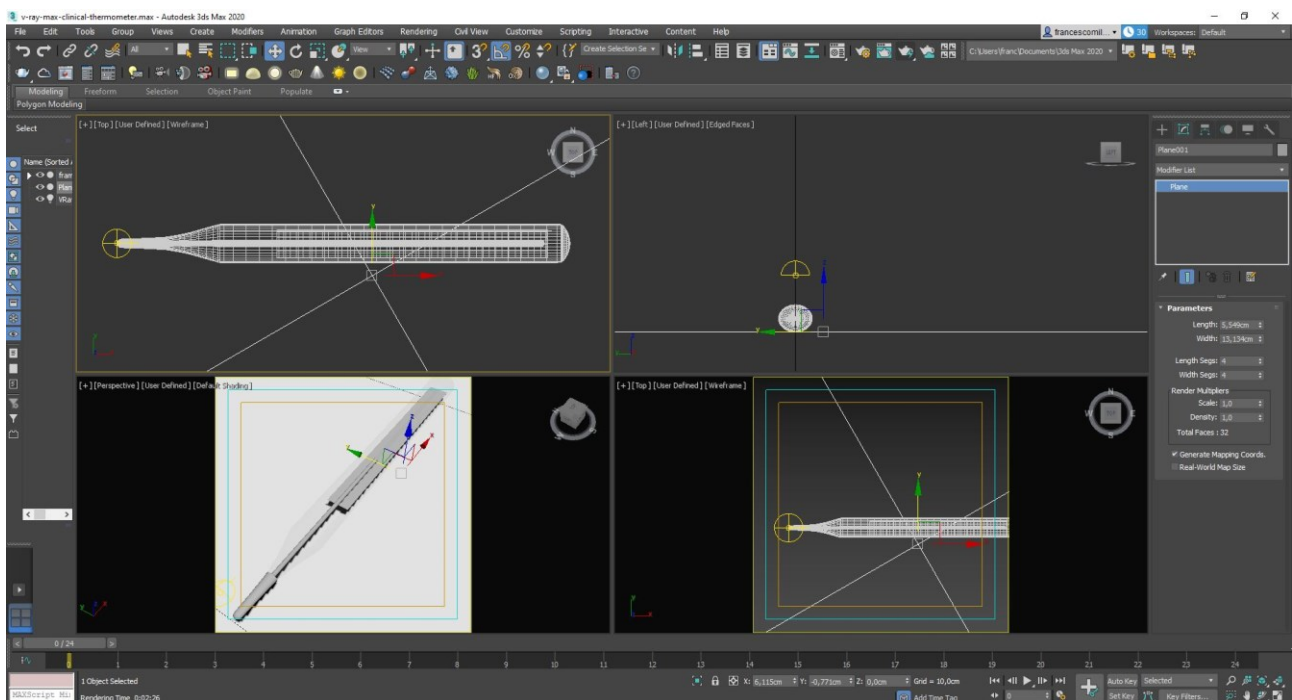 v-ray-max-clinical-thermometer.max - Autodesk 3ds Max 2020
File Edit Tools Group Views Create Modifiers Animation Graph Editors Rendering Civil View Customize Scripting Interactive Content Help
francescomil... 30 Workspaces: Default
All View Create Selection Se C:\Users\franc\Documents\3ds Max 2020
Modeling Freeform Selection Object Paint Populate
Polygon Modeling
Select
Name (Sorted
fram
Plan
VRa
[+] [Top] [User Defined] [Wireframe]
[+] [Left] [User Defined] [Edged Faces]
[+] [Perspective] [User Defined] [Default Shading]
[+] [Top] [User Defined] [Wireframe]
Plane001
Modifier List
Plane
Parameters
Length: 5,549cm
Width: 13,134cm
Length Segs: 4
Width Segs: 4
Render Multipliers
Scale: 1,0
Density: 1,0
Total Faces : 32
Generate Mapping Coords.
Real-World Map Size
0 / 24
0 1 2 3 4 5 6 7 8 9 10 11 12 13 14 15 16 17 18 19 20 21 22 23 24
1 Object Selected X: 6,115cm Y: -0,771cm Z: 0,0cm Grid = 10,0cm Auto Key Selected
MAXScript Mi Rendering Time 0:02:26 Add Time Tag 0 Set Key Key Filters...